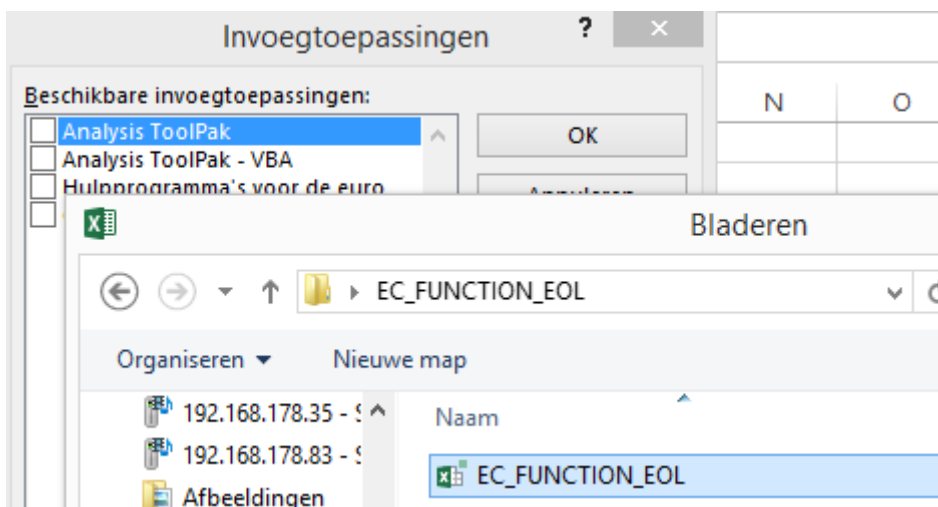 Invoegtoepassingen
?
Beschikbare invoegtoepassingen:
Analysis ToolPak
Analysis ToolPak - VBA
Hulpprogramma's voor de euro
OK
Annuleren
N
O
Bladeren
EC_FUNCTION_EOL
Organiseren
Nieuwe map
192.168.178.35 -
192.168.178.83 -
Afbeeldingen
Naam
EC_FUNCTION_EOL